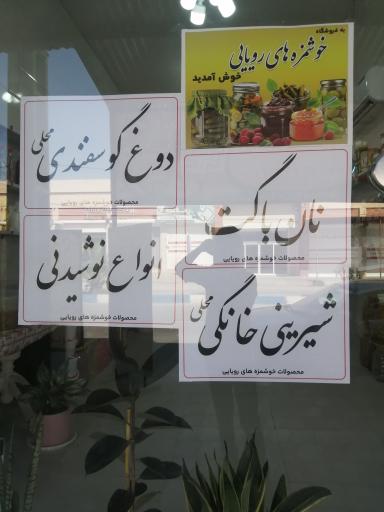 به فروشگاه
خوشمزه های رویایی
خوش آمدید
دوغ گوسفندی محلی
محصولات خوشمزه های رویایی
نان باگت
محصولات خوشمزه های رویایی
انواع نوشیدنی
محصولات خوشمزه های رویایی
شیرینی خانگی محلی
محصولات خوشمزه های رویایی